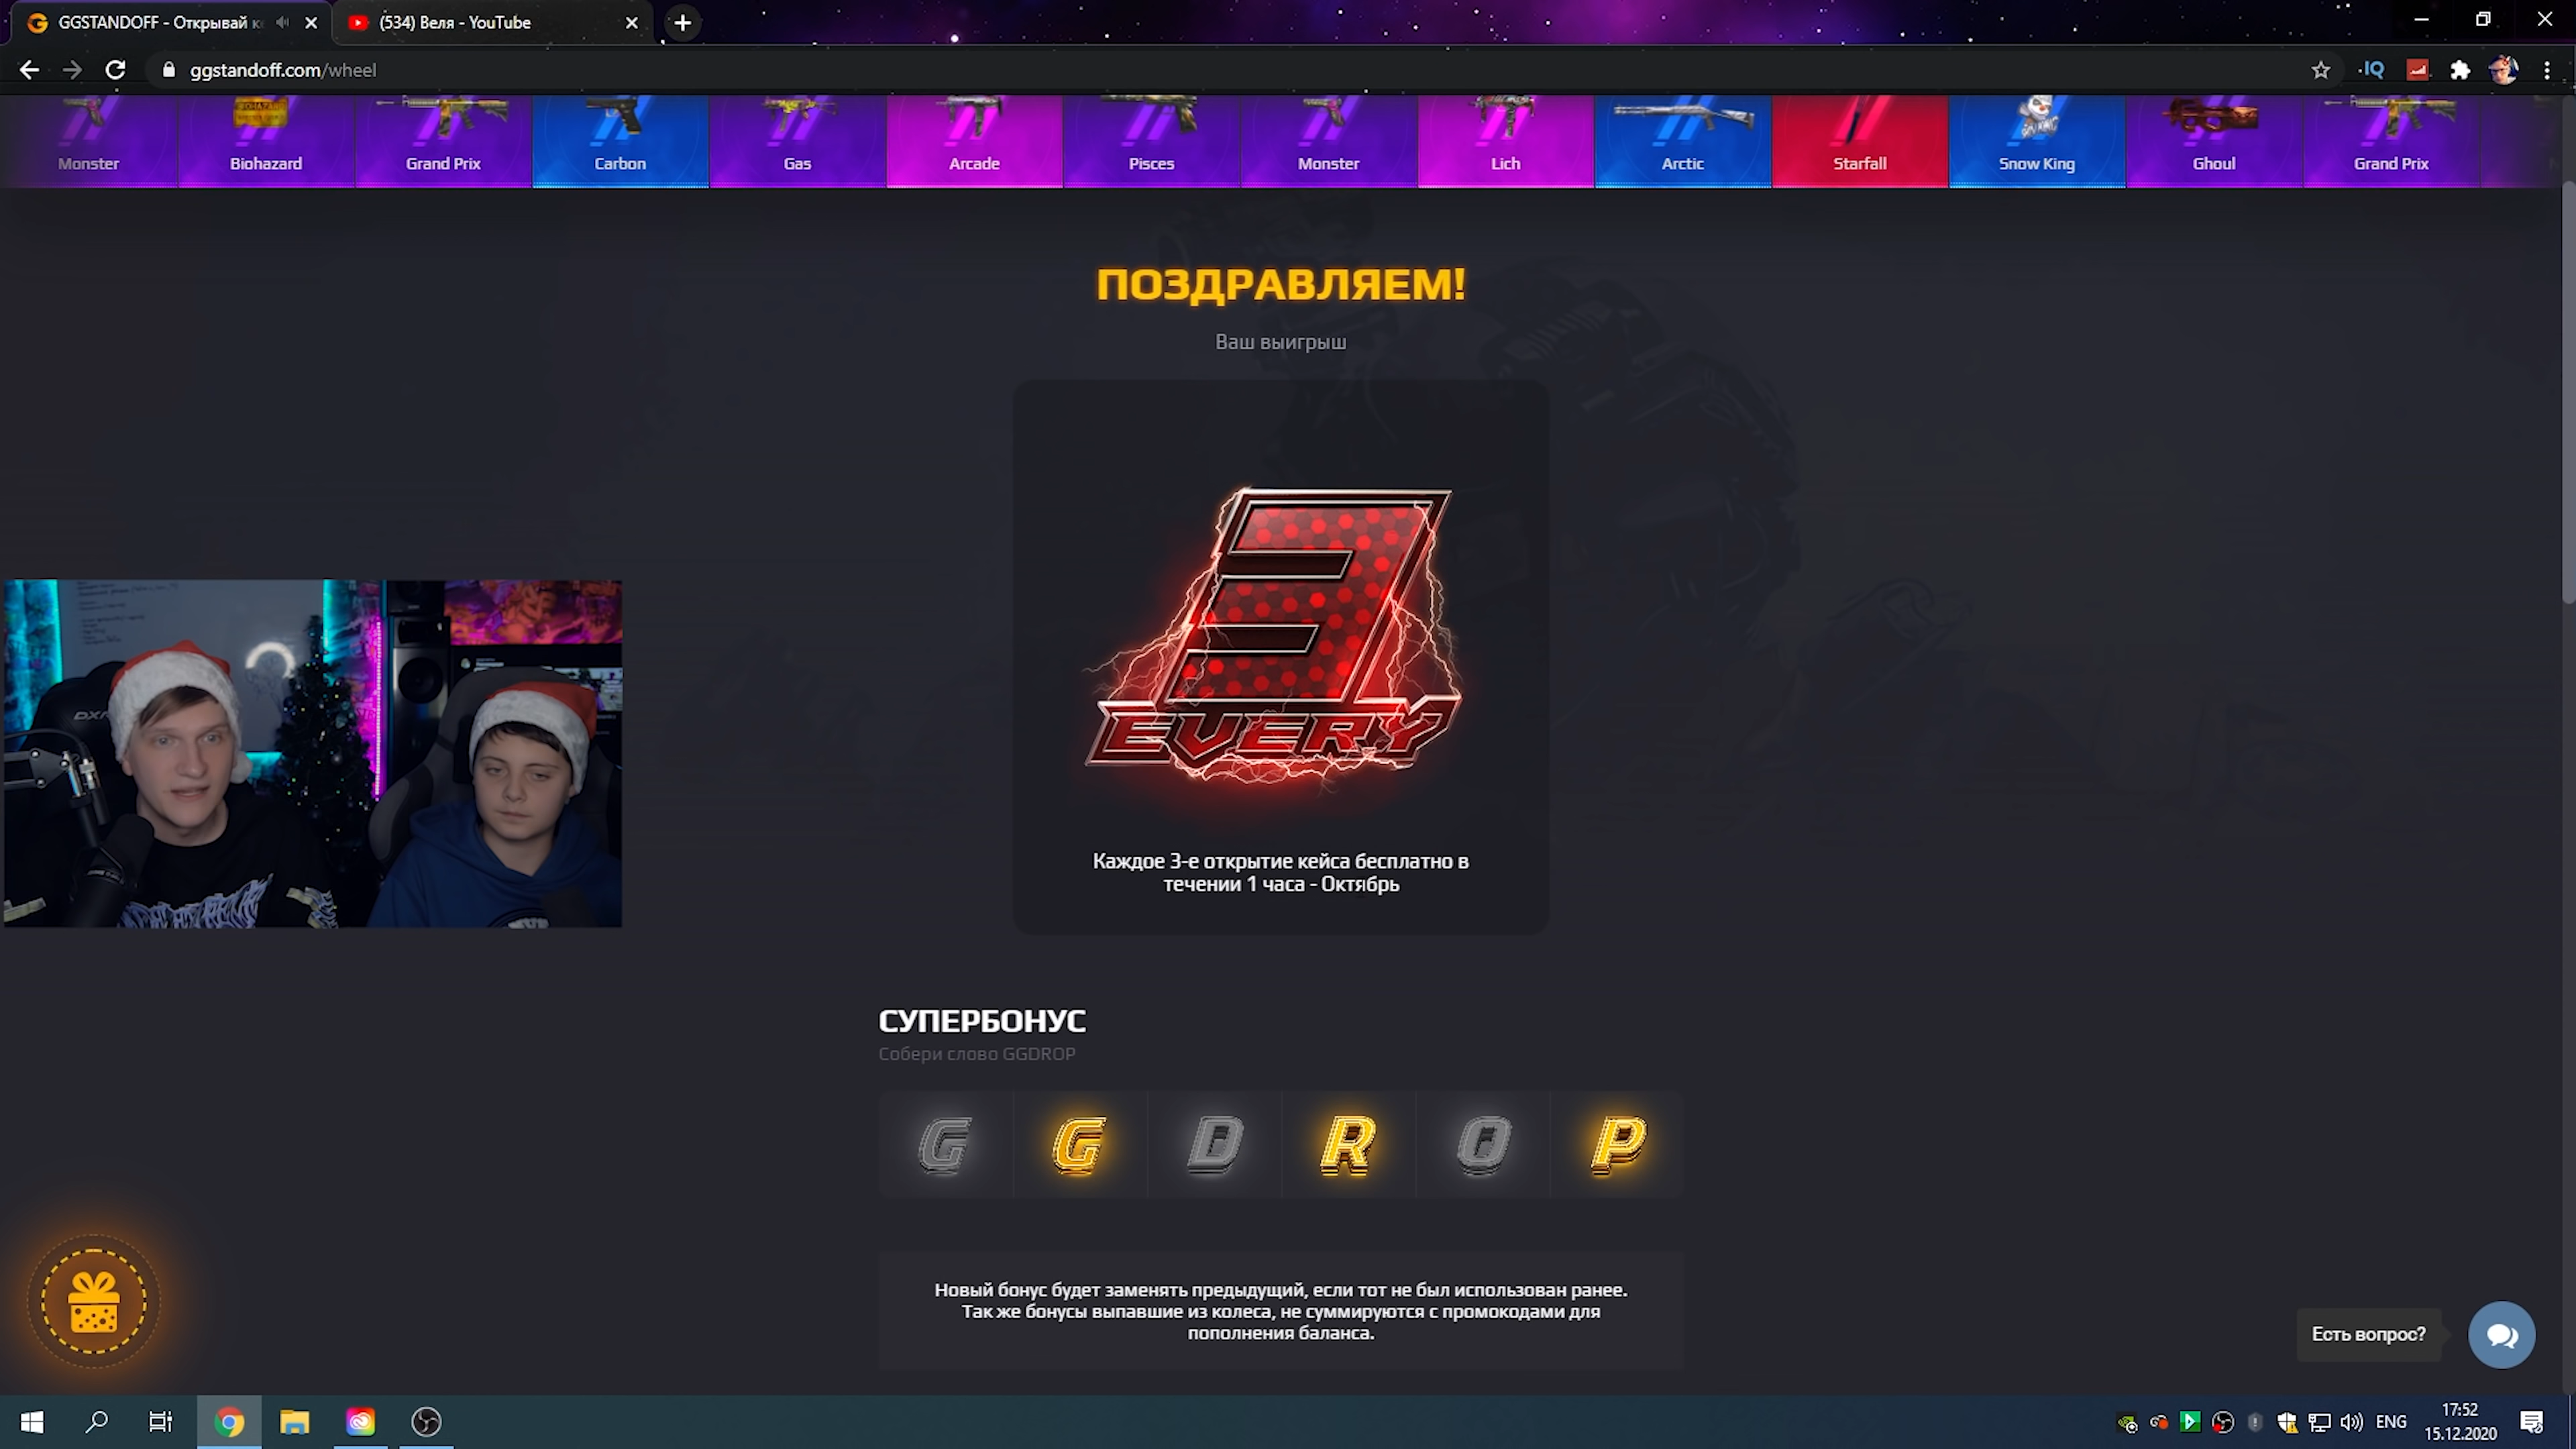 GGSTANDOFF - Открывай к
(534) Веля - YouTube
ggstandoff.com/wheel
IQ
Monster
Biohazard
Grand Prix
Carbon
Gas
Arcade
Pisces
Monster
Lich
Arctic
Starfall
Snow King
Ghoul
Grand Prix
ПОЗДРАВЛЯЕМ!
Ваш выигрыш
3
EVERY
Каждое 3-е открытие кейса бесплатно в
течении 1 часа - Октябрь
СУПЕРБОНУС
Собери слово GGDROP
G G D R O P
Новый бонус будет заменять предыдущий, если тот не был использован ранее.
Так же бонусы выпавшие из колеса, не суммируются с промокодами для
пополнения баланса.
Есть вопрос?
ENG
17:52
15.12.2020